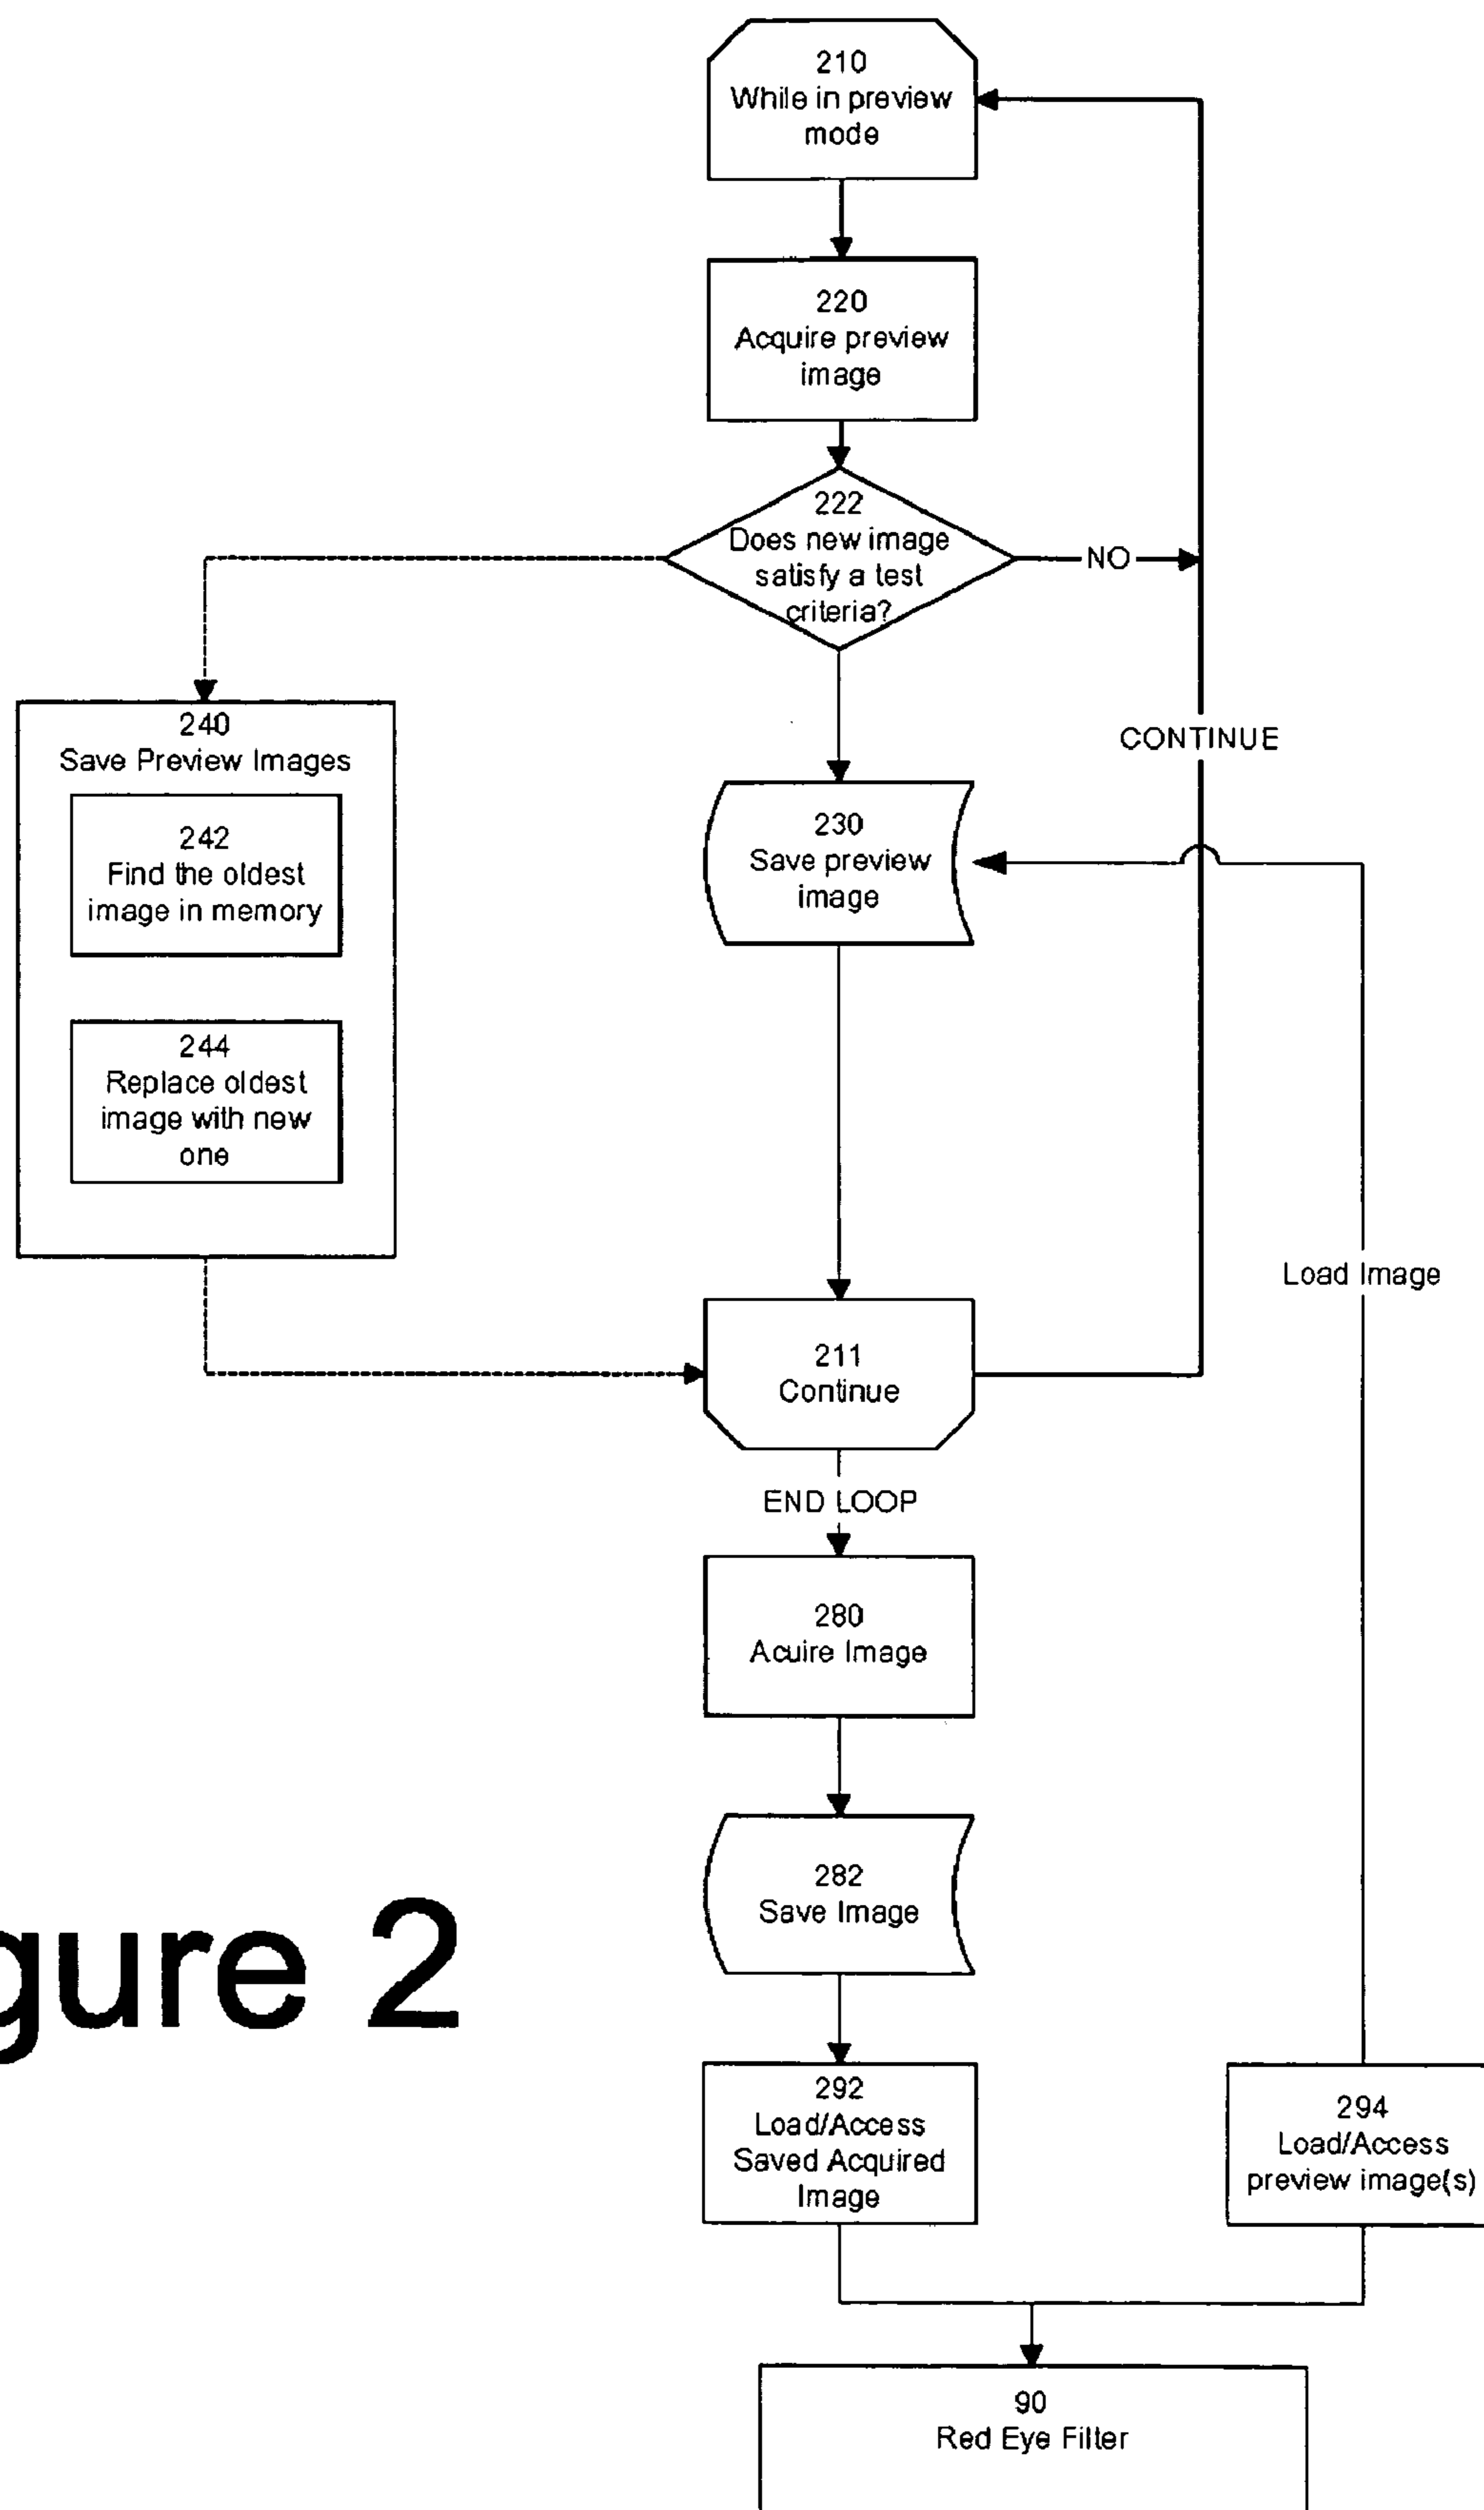 210
While in preview
mode
220
Acquire preview
image
222
Does new image
satisfy a test
criteria?
NO
240
Save Preview Images
242
Find the oldest
image in memory
244
Replace oldest
image with new
one
CONTINUE
230
Save preview
image
Load Image
211
Continue
END LOOP
280
Acuire Image
282
Save Image
gure 2
292
Load/Access
Saved Acquired
Image
294
Load/Access
preview image(s)
90
Red Eye Filter